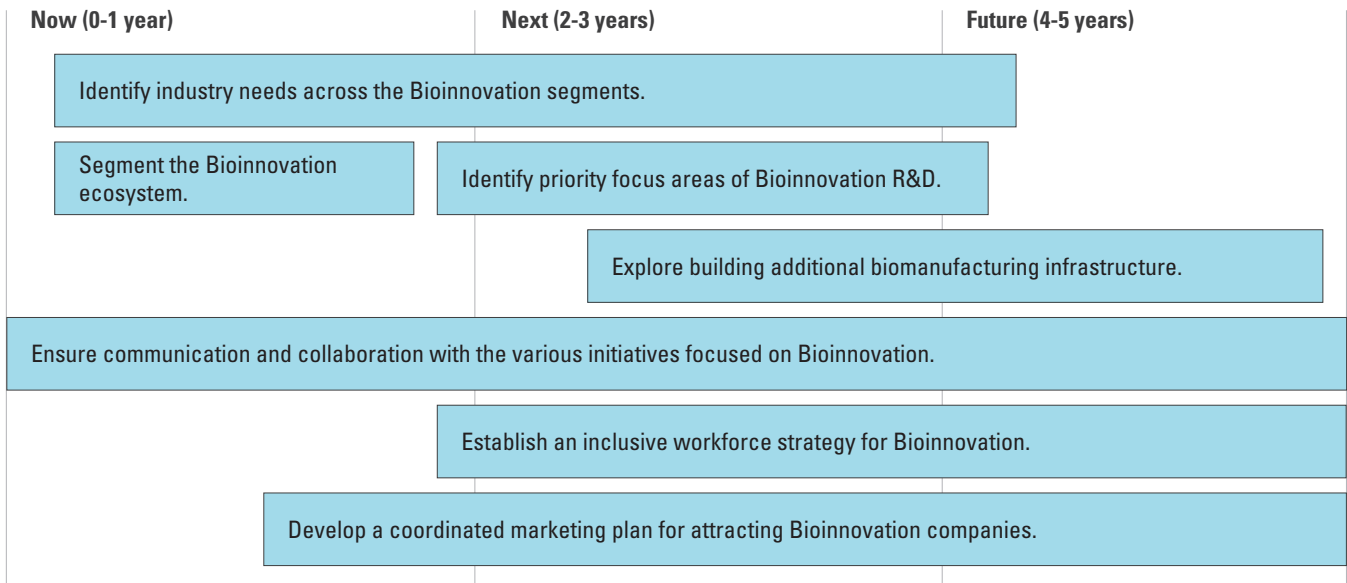 Now (0-1 year)
Next (2-3 years)
Future (4-5 years)
Identify industry needs across the Bioinnovation segments.
Segment the Bioinnovation
ecosystem.
Identify priority focus areas of Bioinnovation R&D.
Explore building additional biomanufacturing infrastructure.
Ensure communication and collaboration with the various initiatives focused on Bioinnovation.
Establish an inclusive workforce strategy for Bioinnovation.
Develop a coordinated marketing plan for attracting Bioinnovation companies.